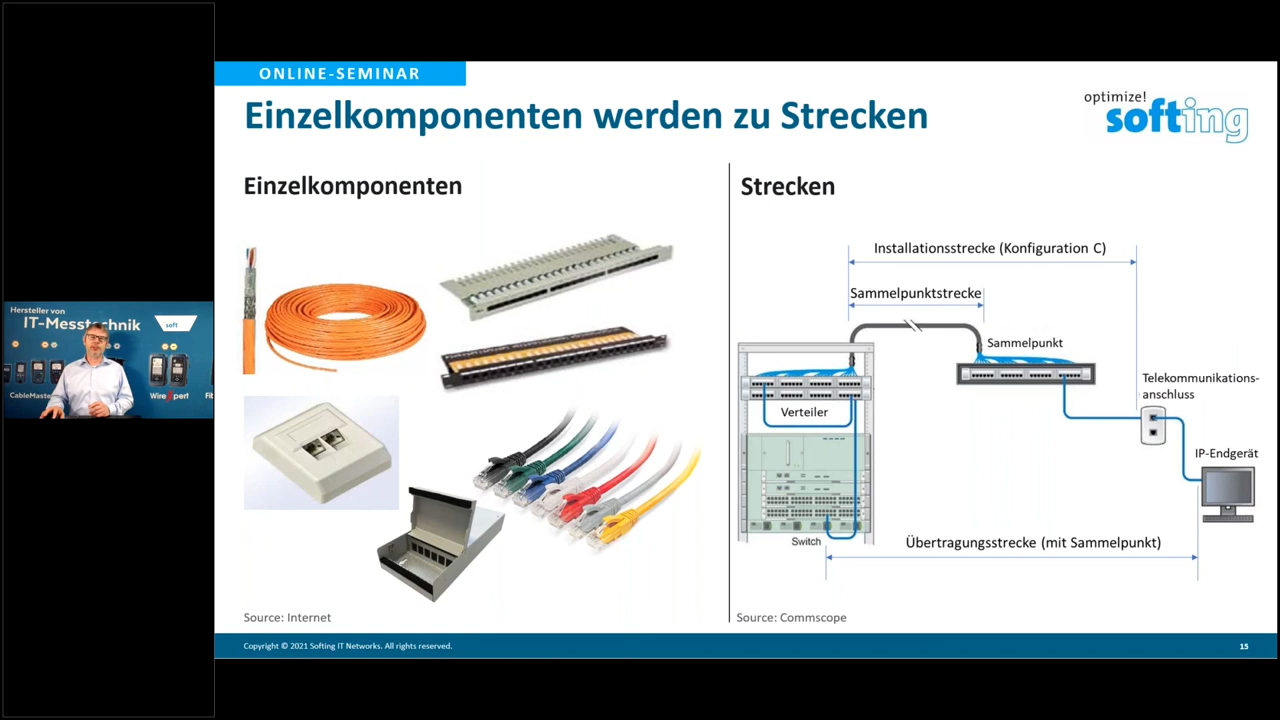 ONLINE-SEMINAR
Einzelkomponenten werden zu Strecken
optimize!
softing
Einzelkomponenten
Strecken
Installationsstrecke (Konfiguration C)
Sammelpunktstrecke
Sammelpunkt
Telekommunikations-
anschluss
Verteiler
IP-Endgerät
Switch
Übertragungsstrecke (mit Sammelpunkt)
Source: Internet
Source: Commscope
Copyright © 2021 Softing IT Networks. All rights reserved.
15
Hersteller von
IT-Messtechnik
soft
CableMaste
WireXpert
Fib